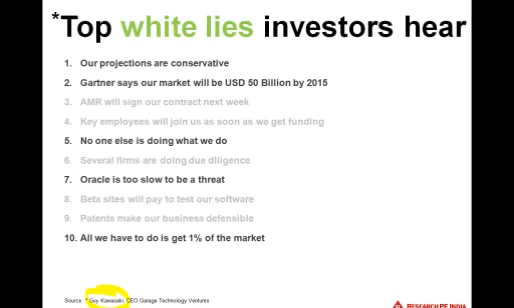 *Top white lies investors hear
1. Our projections are conservative
2. Gartner says our market will be USD 50 Billion by 2015
3. AMR will sign our contract next week
4. Key employees will join us as soon as we get funding
5. No one else is doing what we do
6. Several firms are doing due diligence
7. Oracle is too slow to be a threat
8. Beta sites will pay to test our software
9. Patents make our business defensible
10. All we have to do is get 1% of the market
Source : * Guy Kawasaki, CEO Garage Technology Ventures
RESEARCH PE INDIA